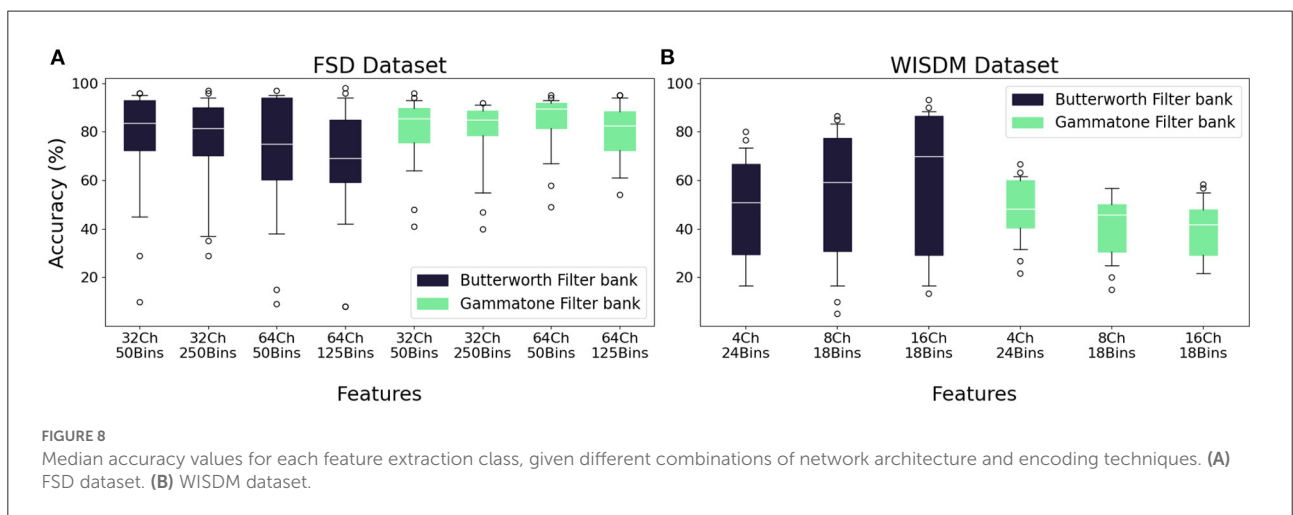 A
FSD Dataset
100
80
60
40
20
Accuracy (%)
Butterworth Filter bank
Gammatone Filter bank
32Ch 32Ch 64Ch 64Ch 32Ch 32Ch 64Ch 64Ch
50Bins 250Bins 50Bins 125Bins 50Bins 250Bins 50Bins 125Bins
Features
B
WISDM Dataset
100
80
60
40
20
Butterworth Filter bank
Gammatone Filter bank
4Ch 8Ch 16Ch 4Ch 8Ch 16Ch
24Bins 18Bins 18Bins 24Bins 18Bins 18Bins
Features
FIGURE 8
Median accuracy values for each feature extraction class, given different combinations of network architecture and encoding techniques. (A)
FSD dataset. (B) WISDM dataset.